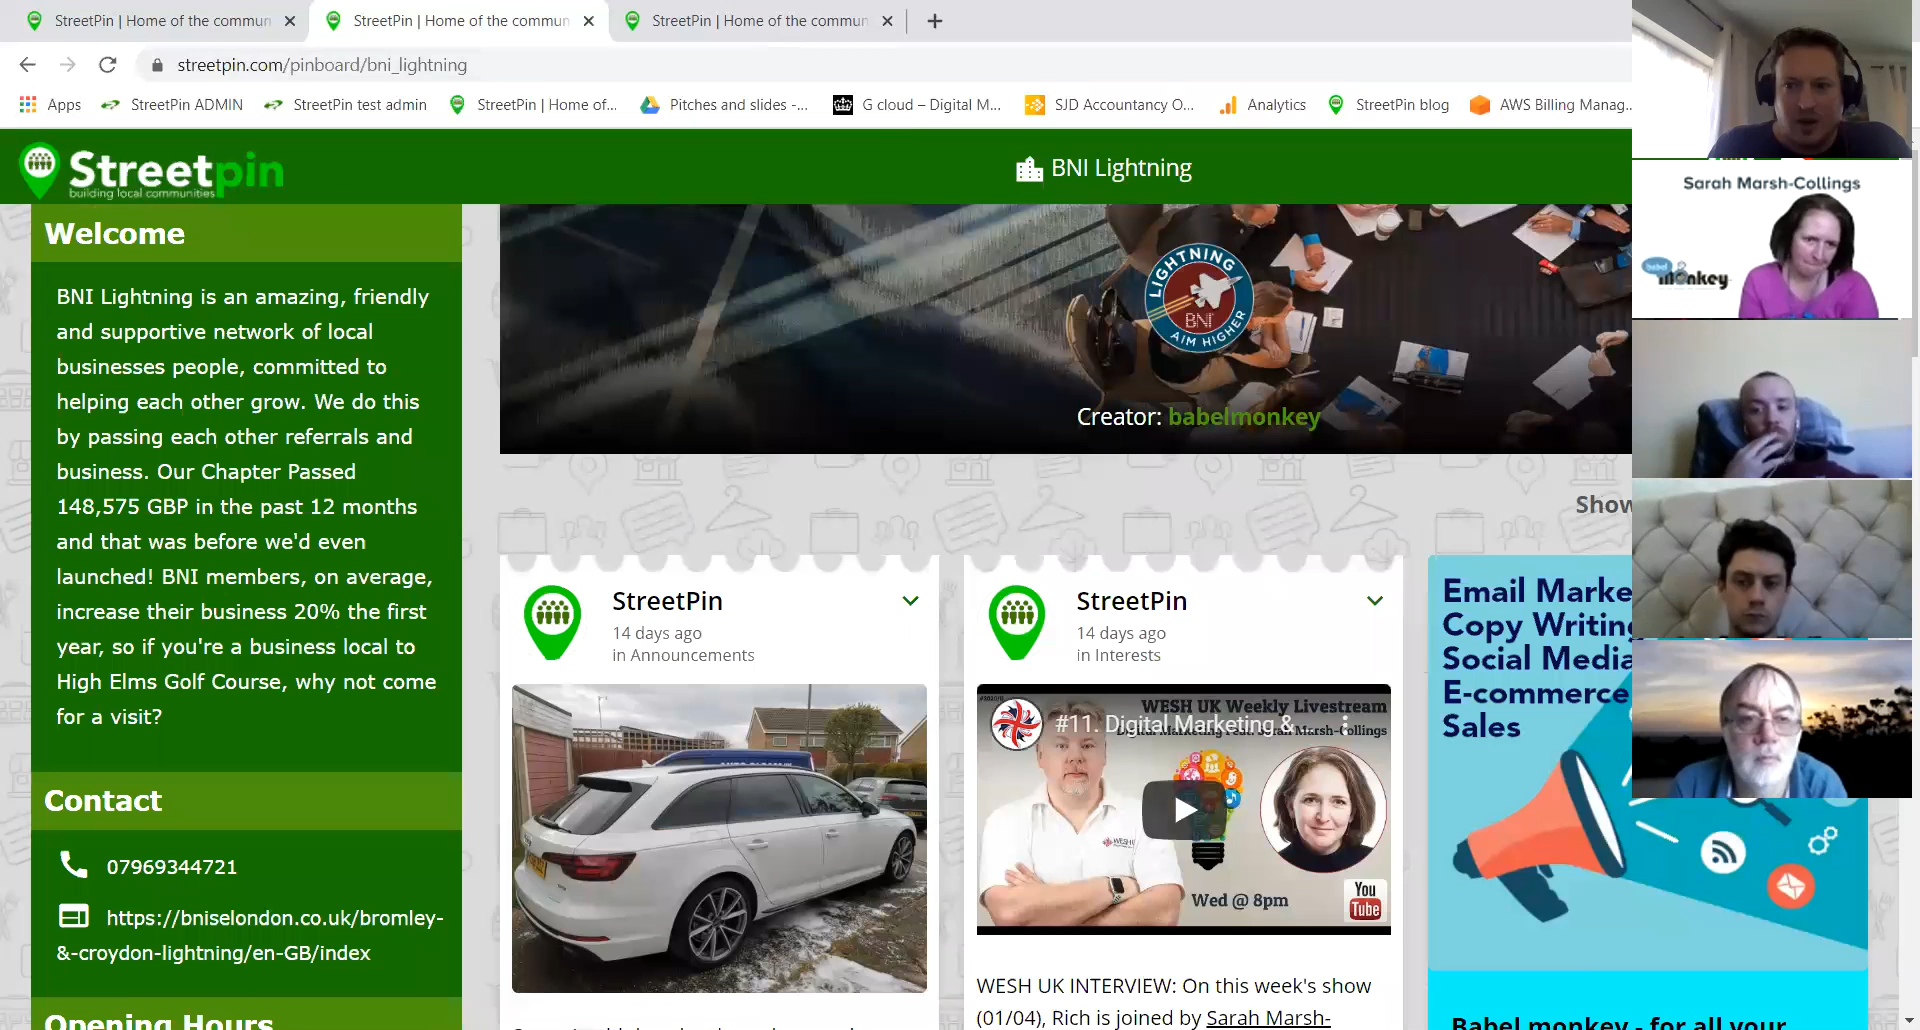 StreetPin | Home of the commun
StreetPin | Home of the commun
StreetPin | Home of the commun
streetpin.com/pinboard/bni_lightning
Apps
StreetPin ADMIN
StreetPin test admin
StreetPin | Home of...
Pitches and slides -...
G cloud – Digital M...
SJD Accountancy O...
Analytics
StreetPin blog
AWS Billing Manag...
Streetpin
building local communities
BNI Lightning
Welcome
BNI Lightning is an amazing, friendly
and supportive network of local
businesses people, committed to
helping each other grow. We do this
by passing each other referrals and
business. Our Chapter Passed
148,575 GBP in the past 12 months
and that was before we'd even
launched! BNI members, on average,
increase their business 20% the first
year, so if you're a business local to
High Elms Golf Course, why not come
for a visit?
Contact
07969344721
https://bniselondon.co.uk/bromley-
&-croydon-lightning/en-GB/index
Opening Hours
LIGHTNING
BNI
AIM HIGHER
Creator: babelmonkey
Show
StreetPin
14 days ago
in Announcements
StreetPin
14 days ago
in Interests
WESH UK Weekly Livestream
#11. Digital Marketing &
Sarah Marsh-Collings
Wed @ 8pm
You
Tube
WESH UK INTERVIEW: On this week's show
(01/04), Rich is joined by Sarah Marsh-
Email Marke
Copy Writing
Social Media
E-commerce
Sales
Babel monkey - for all your
Sarah Marsh-Collings
babel
monkey